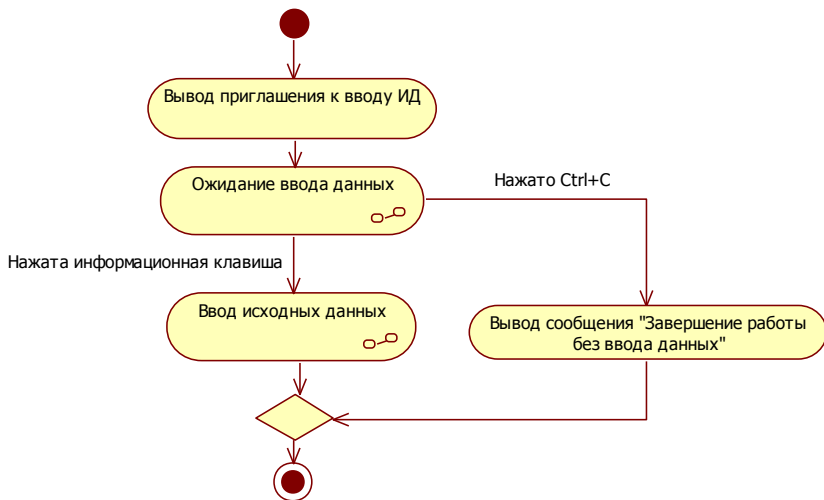 Вывод приглашения к вводу ИД
Ожидание ввода данных
Нажато Ctrl+C
Нажата информационная клавиша
Ввод исходных данных
Вывод сообщения "Завершение работы
без ввода данных"